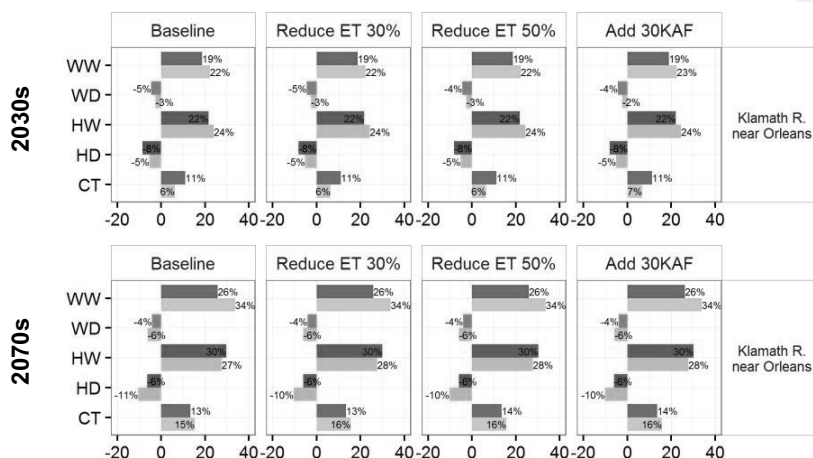 Baseline Reduce ET 30% Reduce ET 50% Add 30KAF
2030s
WW 19% 19% 19% 19%
22% 22% 22% 23%
WD -5% -5% -4% -4%
-3% -3% -3% -2%
HW 22% 22% 22% 22%
24% 24% 24% 24%
Klamath R.
near Orleans
HD -8% -8% -8% -8%
-5% -5% -5% -5%
CT 11% 11% 11% 11%
6% 6% 6% 7%
-20 0 20 40 -20 0 20 40 -20 0 20 40 -20 0 20 40
Baseline Reduce ET 30% Reduce ET 50% Add 30KAF
2070s
WW 26% 26% 26% 26%
34% 34% 34% 34%
WD -4% -4% -4% -4%
-6% -6% -6% -6%
HW 30% 30% 30% 30%
27% 28% 28% 28%
Klamath R.
near Orleans
HD -6% -6% -6% -6%
-11% -10% -10% -10%
CT 13% 13% 14% 14%
15% 16% 16% 16%
-20 0 20 40 -20 0 20 40 -20 0 20 40 -20 0 20 40